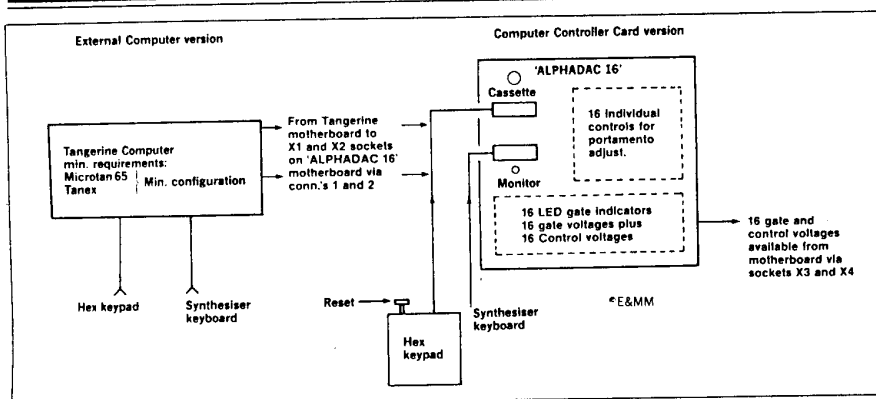 External Computer version
Computer Controller Card version
Tangerine Computer
min. requirements:
Microtan 65
Tanex
Min. configuration
Hex keypad
Synthesiser
keyboard
From Tangerine
motherboard to
X1 and X2 sockets
on 'ALPHADAC 16'
motherboard via
conn.'s 1 and 2
Reset
Hex
keypad
Synthesiser
keyboard
'ALPHADAC 16'
Cassette
16 Individual
controls for
portamento
adjust.
Monitor
16 LED gate indicators
16 gate voltages plus
16 Control voltages
16 gate and
control voltages
available from
motherboard via
sockets X3 and X4
©E&MM